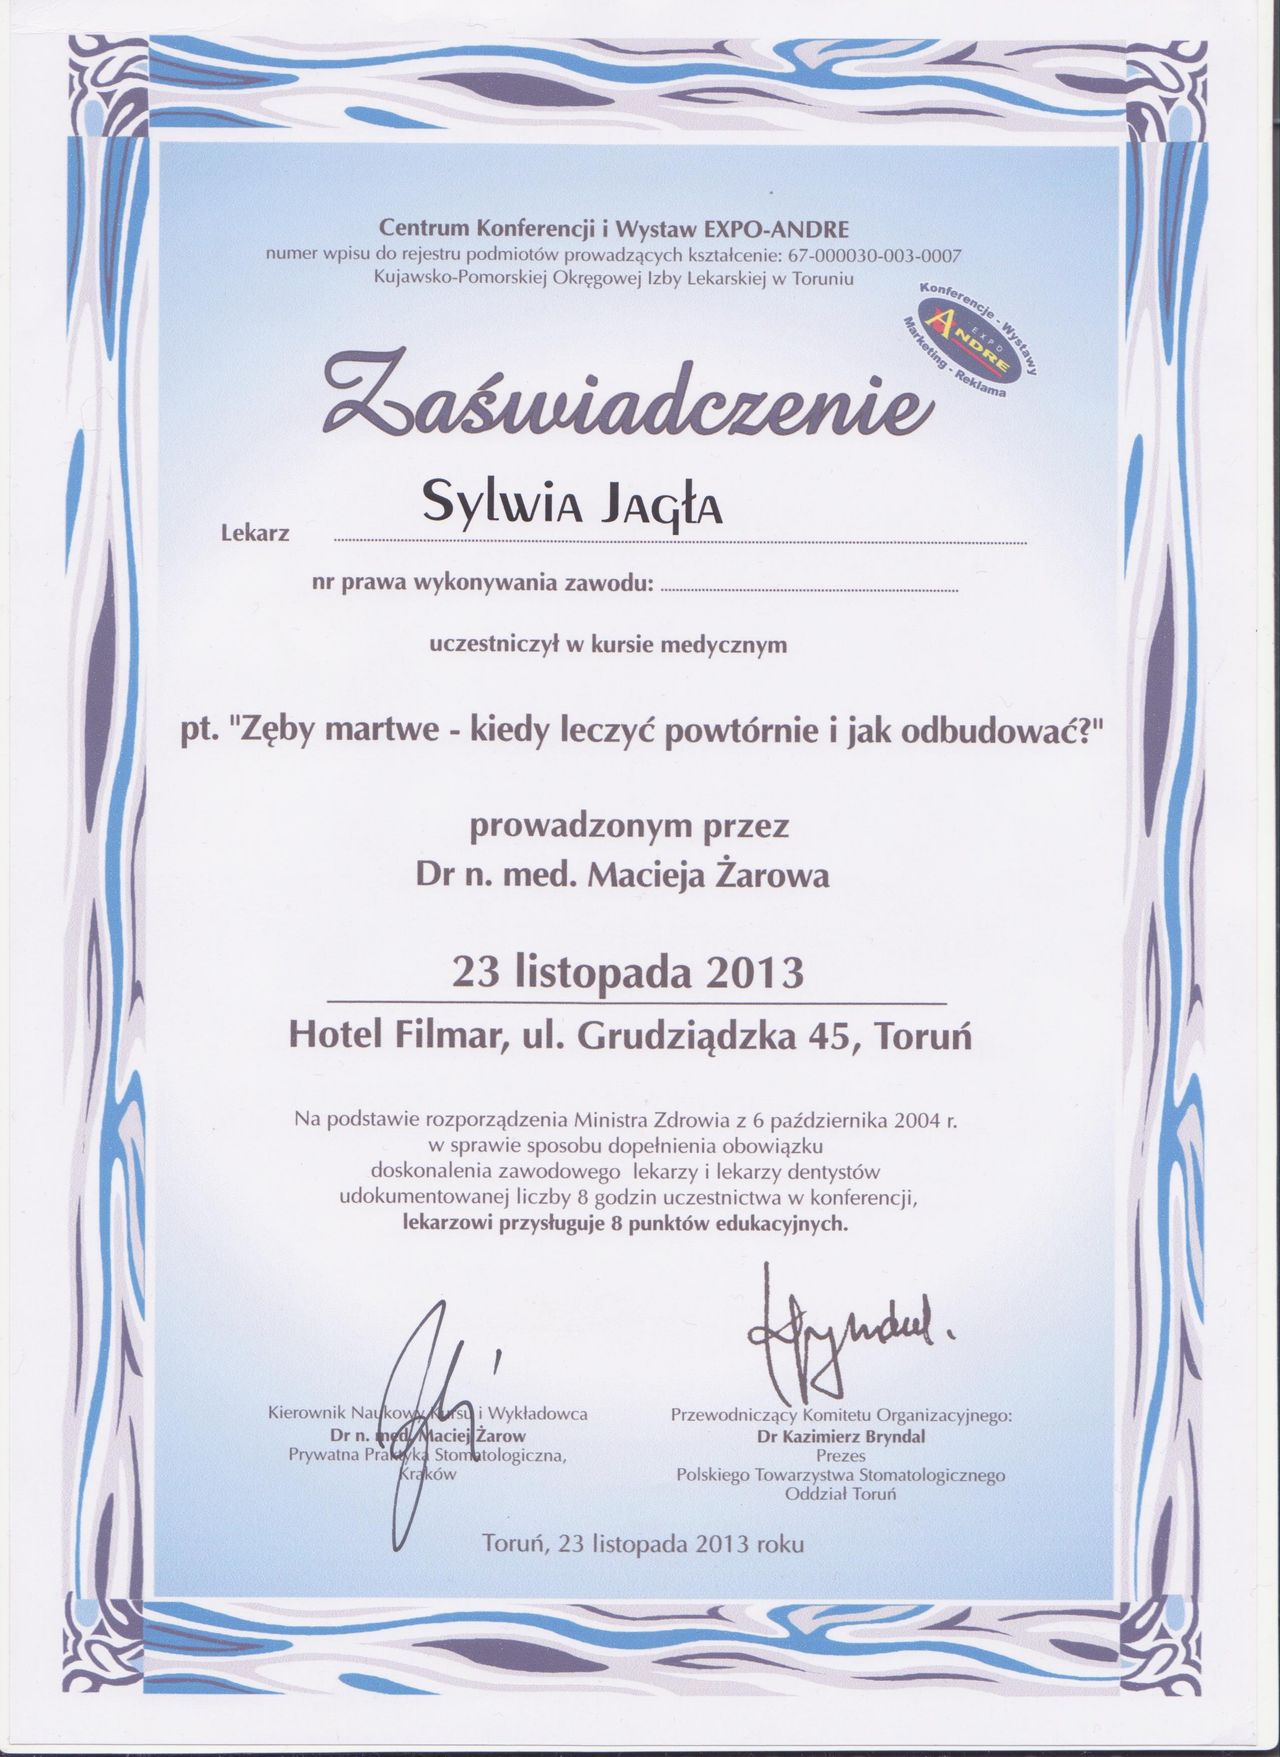 Centrum Konferencji i Wystaw EXPO-ANDRE
numer wpisu do rejestru podmiotów prowadzących kształcenie: 67-000030-003-0007
Kujawsko-Pomorskiej Okręgowej Izby Lekarskiej w Toruniu
Konferencje - Wystawy
EXPO
ANDRE
Marketing - Reklama
Zaświadczenie
Lekarz Sylwia Jagła
nr prawa wykonywania zawodu:
uczestniczył w kursie medycznym
pt. "Zęby martwe - kiedy leczyć powtórnie i jak odbudować?"
prowadzonym przez
Dr n. med. Macieja Żarowa
23 listopada 2013
Hotel Filmar, ul. Grudziądzka 45, Toruń
Na podstawie rozporządzenia Ministra Zdrowia z 6 października 2004 r.
w sprawie sposobu dopełnienia obowiązku
doskonalenia zawodowego lekarzy i lekarzy dentystów
udokumentowanej liczby 8 godzin uczestnictwa w konferencji,
lekarzowi przysługuje 8 punktów edukacyjnych.
Kierownik Naukowy Kursu i Wykładowca
Dr n. med. Maciej Żarow
Prywatna Praktyka Stomatologiczna,
Kraków
Przewodniczący Komitetu Organizacyjnego:
Dr Kazimierz Bryndal
Prezes
Polskiego Towarzystwa Stomatologicznego
Oddział Toruń
Toruń, 23 listopada 2013 roku